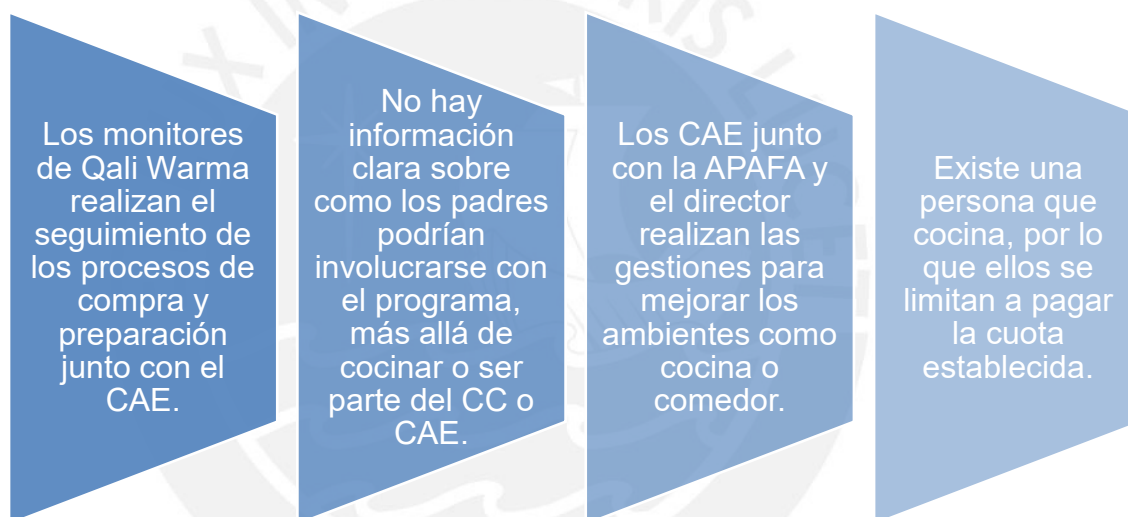 Los monitores
de Qali Warma
realizan el
seguimiento de
los procesos de
compra y
preparación
junto con el
CAE.
No hay
información
clara sobre
como los padres
podrían
involucrarse con
el programa,
más allá de
cocinar o ser
parte del CC o
CAE.
Los CAE junto
con la APAFA y
el director
realizan las
gestiones para
mejorar los
ambientes como
cocina o
comedor.
Existe una
persona que
cocina, por lo
que ellos se
limitan a pagar
la cuota
establecida.